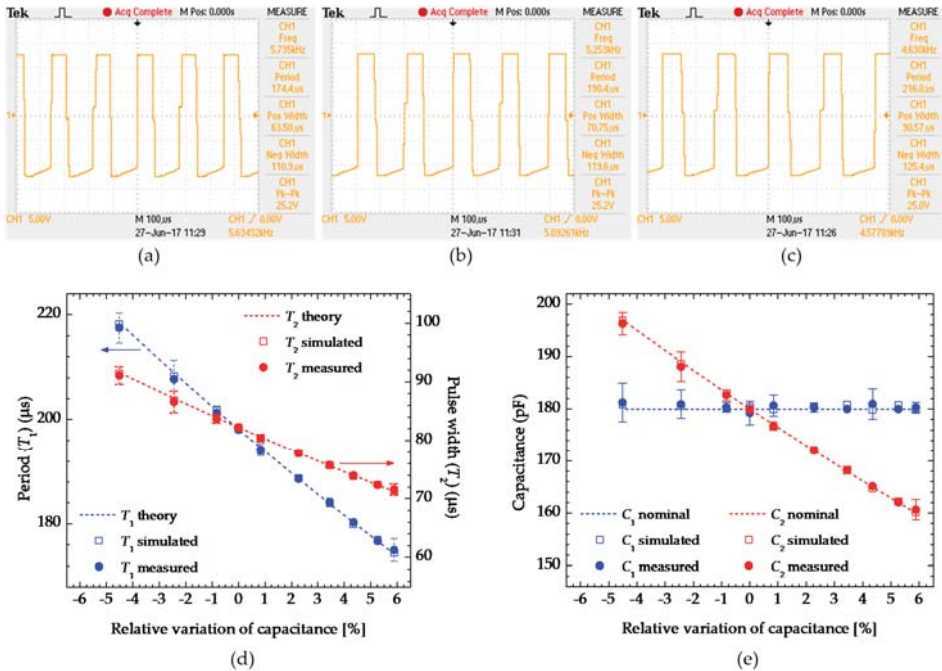 Tek Acq Complete M Pos: 0.000s MEASURE
CH1
Freq
5.735kHz
CH1
Period
174.4µs
CH1
Pos Width
63.50µs
CH1
Neg Width
110.9µs
CH1
Pk-Pk
25.2V
1
CH1 5.00V M 100µs CH1 / 0.00V
27-Jun-17 11:29 5.63432kHz
(a)
Tek Acq Complete M Pos: 0.000s MEASURE
CH1
Freq
5.253kHz
CH1
Period
190.4µs
CH1
Pos Width
70.75µs
CH1
Neg Width
119.6µs
CH1
Pk-Pk
25.2V
1
CH1 5.00V M 100µs CH1 / 0.00V
27-Jun-17 11:31 5.09261kHz
(b)
Tek Acq Complete M Pos: 0.000s MEASURE
CH1
Freq
4.630kHz
CH1
Period
216.0µs
CH1
Pos Width
90.57µs
CH1
Neg Width
125.4µs
CH1
Pk-Pk
25.0V
1
CH1 5.00V M 100µs CH1 / 0.00V
27-Jun-17 11:26 4.57709kHz
(c)
220
200
180
Period (T1) (µs)
T2 theory
T2 simulated
T2 measured
T1 theory
T1 simulated
T1 measured
100
90
80
70
60
Pulse width (T2) (µs)
-6 -5 -4 -3 -2 -1 0 1 2 3 4 5 6
Relative variation of capacitance [%]
(d)
200
190
180
170
160
150
Capacitance (pF)
C1 nominal C2 nominal
C1 simulated C2 simulated
C1 measured C2 measured
-6 -5 -4 -3 -2 -1 0 1 2 3 4 5 6
Relative variation of capacitance [%]
(e)